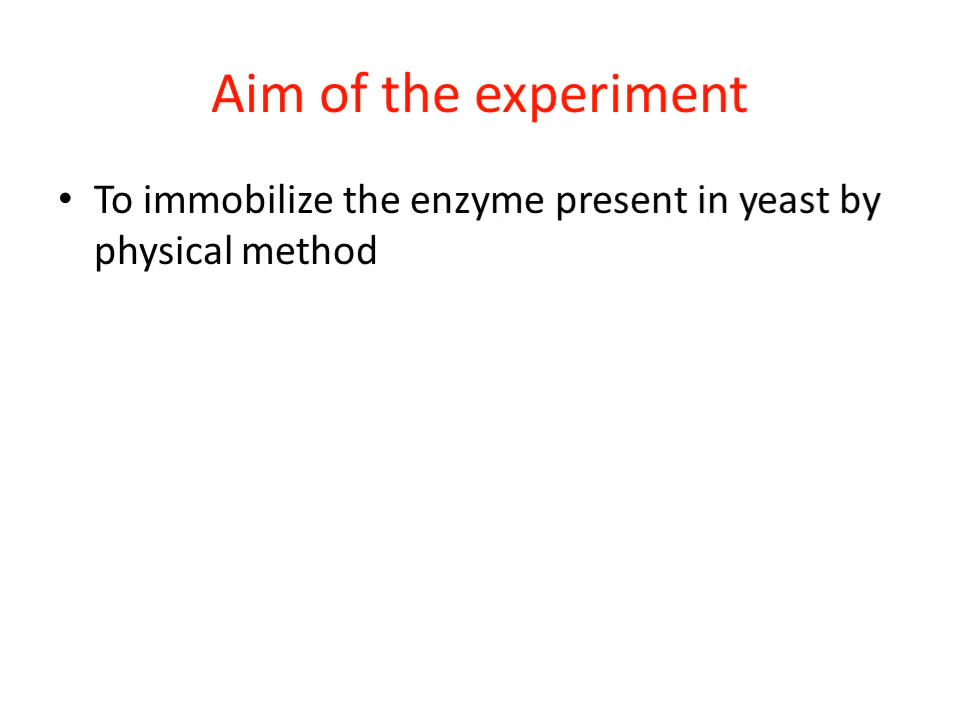 Aim of the experiment
• To immobilize the enzyme present in yeast by
physical method